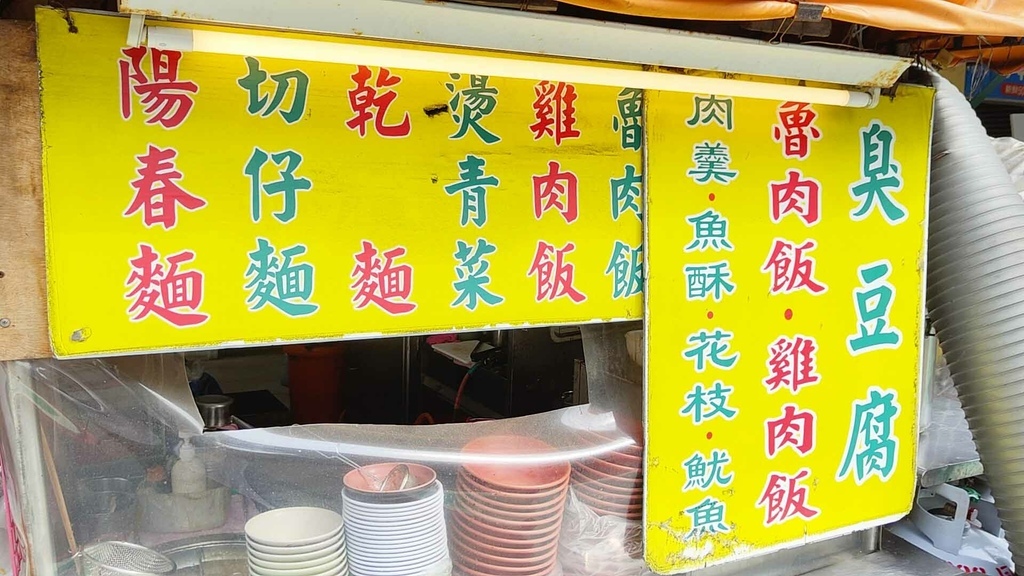 臭豆腐
魯肉飯・雞肉飯
肉羹・魚酥・花枝・魷魚
魯肉飯
雞肉飯
燙青菜
乾麵
切仔麵
陽春麵